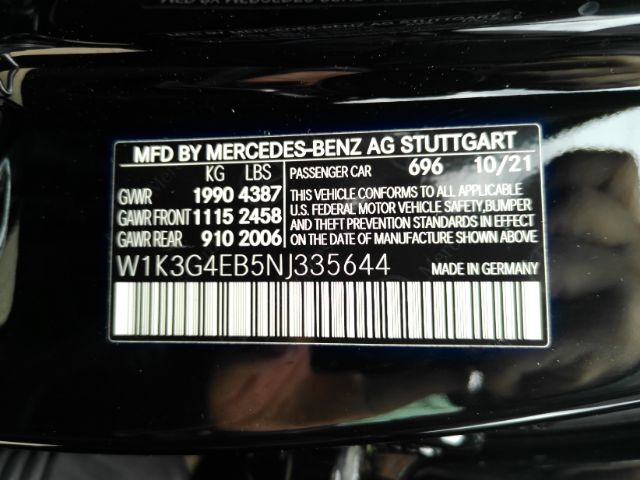 MFD BY MERCEDES-BENZ AG STUTTGART
KG LBS PASSENGER CAR 696 10/21
GVWR 1990 4387
GAWR FRONT 1115 2458
GAWR REAR 910 2006
THIS VEHICLE CONFORMS TO ALL APPLICABLE
U.S. FEDERAL MOTOR VEHICLE SAFETY, BUMPER
AND THEFT PREVENTION STANDARDS IN EFFECT
ON THE DATE OF MANUFACTURE SHOWN ABOVE.
W1K3G4EB5NJ335644 MADE IN GERMANY